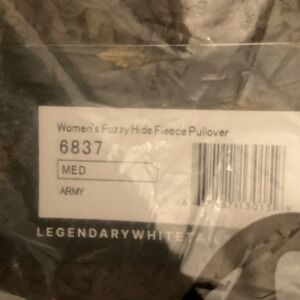 Women's Fuzzy Hide Fleece Pullover
6837
MED
ARMY
LEGENDARYWHITETAIL